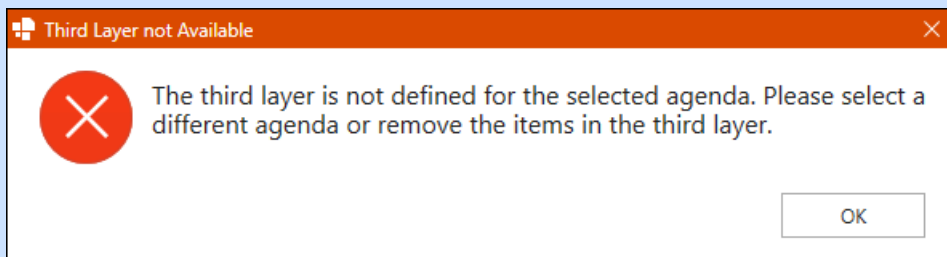 Third Layer not Available
The third layer is not defined for the selected agenda. Please select a
different agenda or remove the items in the third layer.
OK